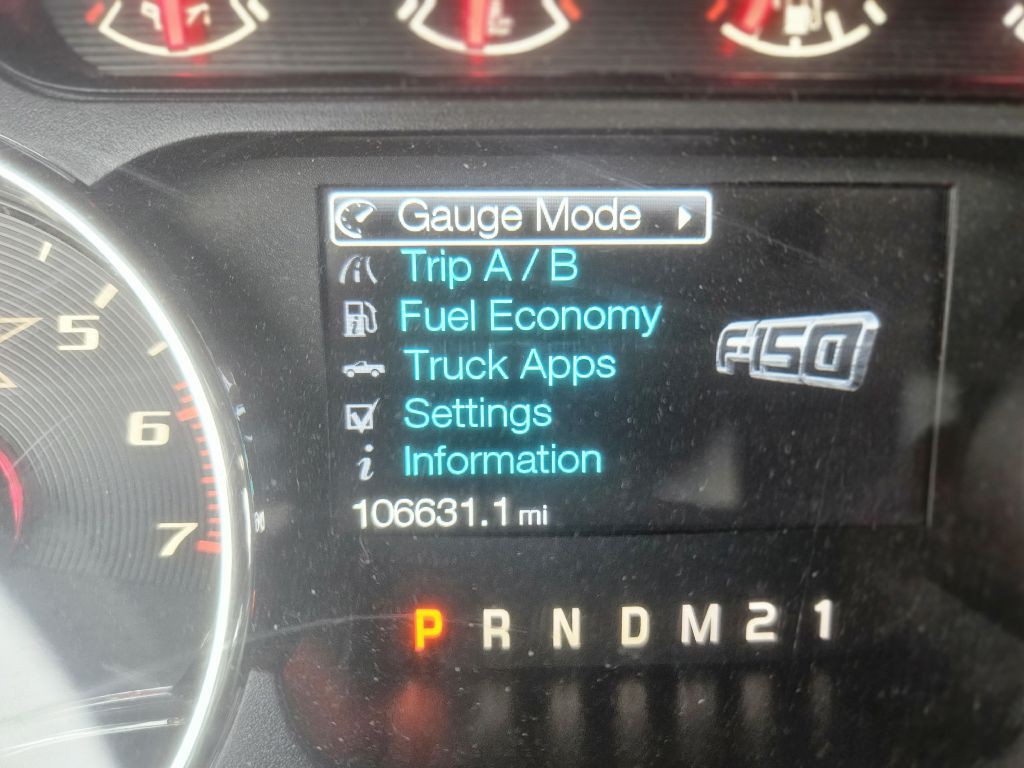 Gauge Mode
Trip A / B
Fuel Economy
F-150
Truck Apps
Settings
Information
106631.1 mi
5
6
7
P R N D M 2 1